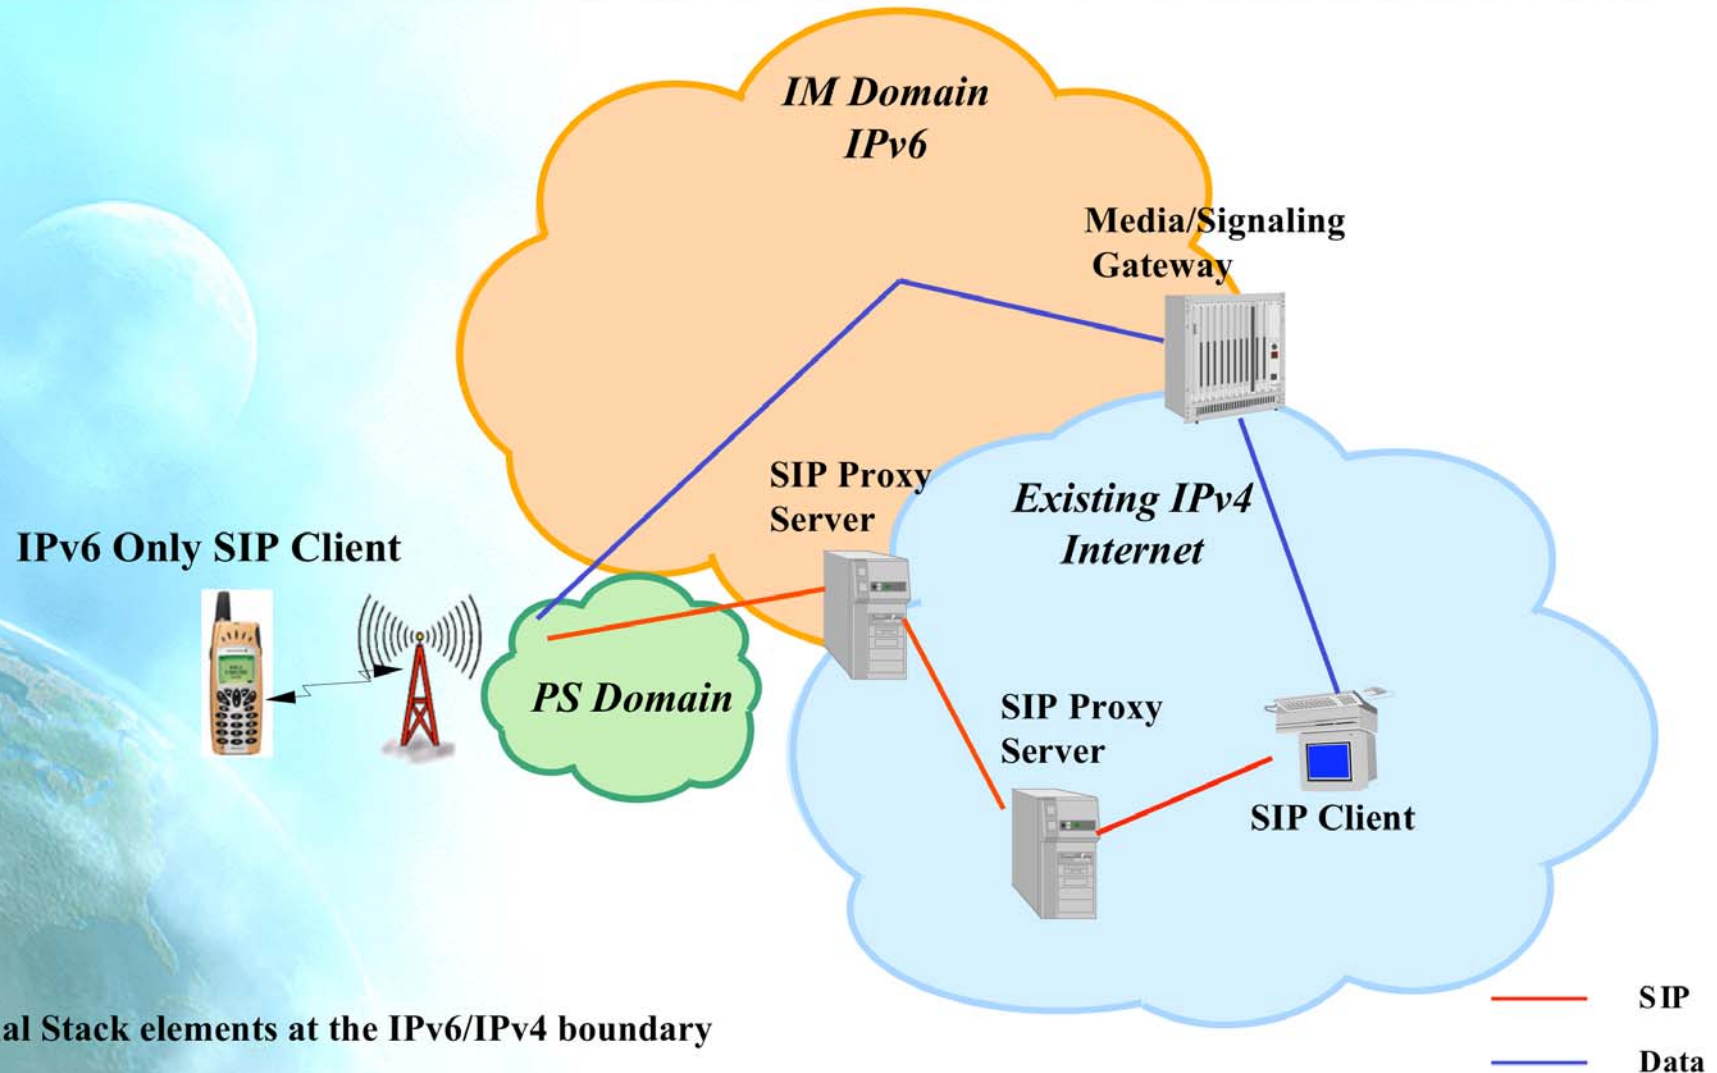 IM Domain
IPv6
Media/Signaling
Gateway
SIP Proxy
Server
Existing IPv4
Internet
IPv6 Only SIP Client
PS Domain
SIP Proxy
Server
SIP Client
SIP
al Stack elements at the IPv6/IPv4 boundary
Data